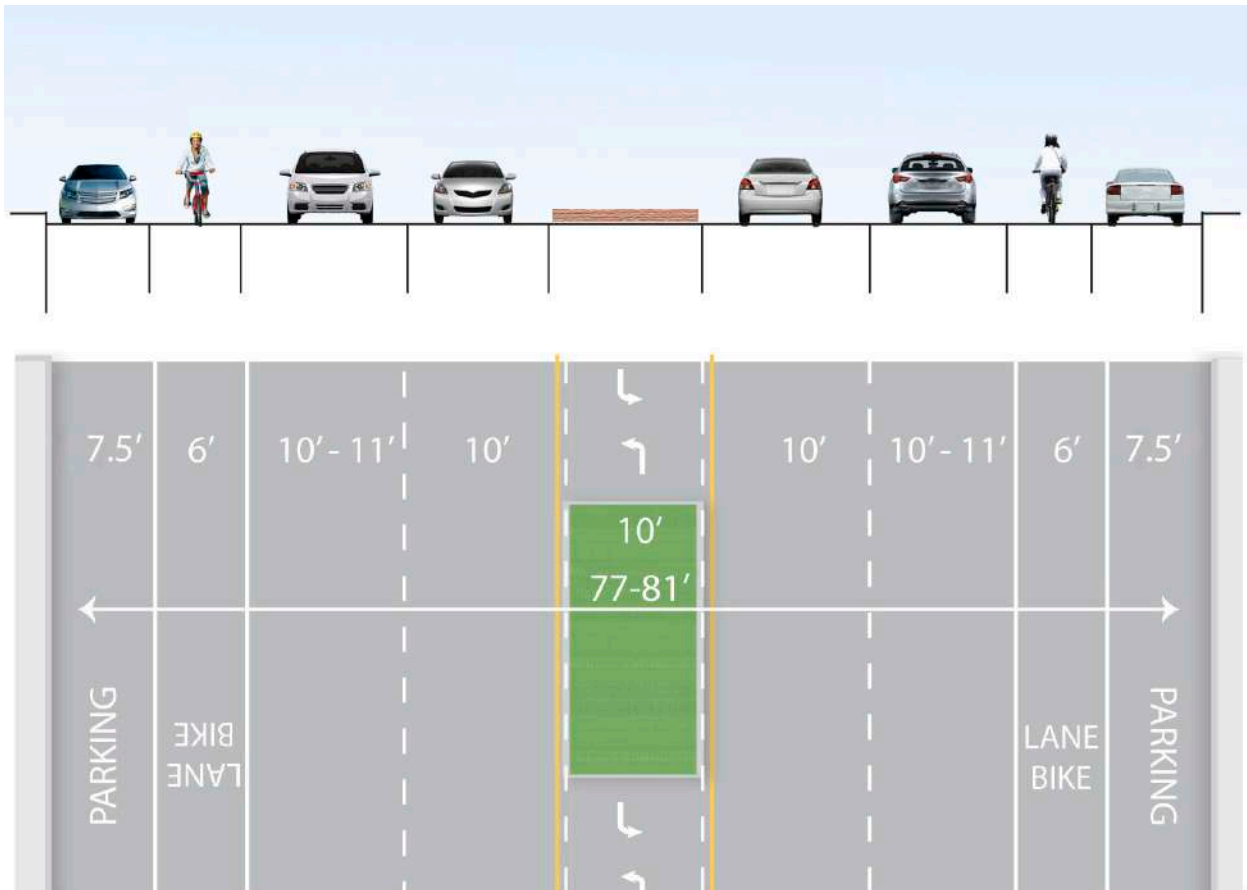 7.5′ 6′ 10′ - 11′ 10′ 10′ 10′ - 11′ 6′ 7.5′
10′
77-81′
PARKING
BIKE
LANE
LANE
BIKE
PARKING